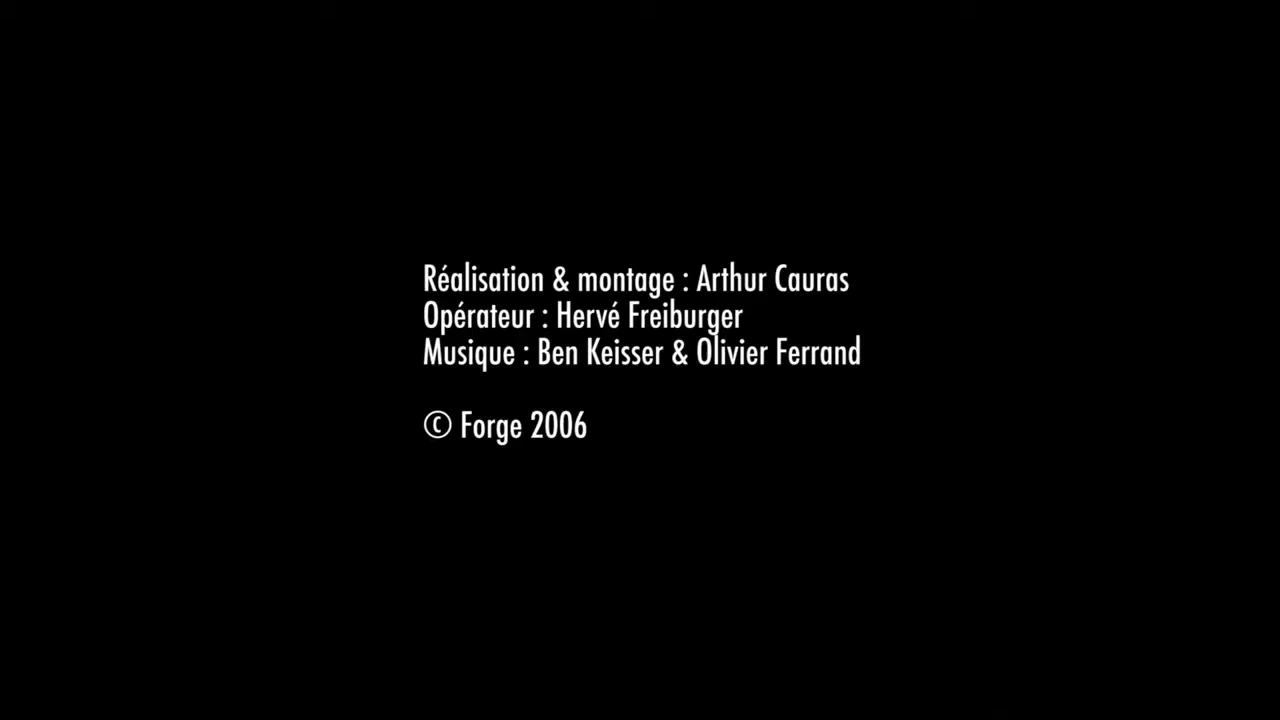 Réalisation & montage : Arthur Cauras
Opérateur : Hervé Freiburger
Musique : Ben Keisser & Olivier Ferrand
© Forge 2006